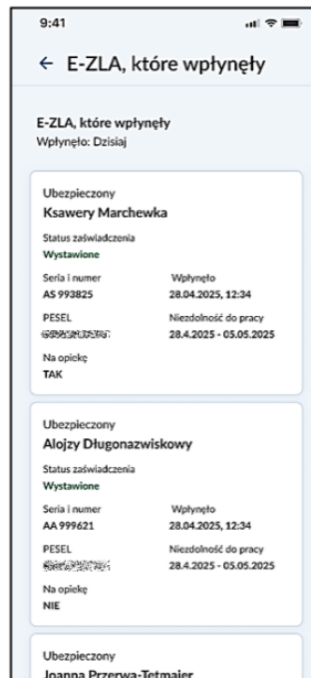 9:41
← E-ZLA, które wpłynęły
E-ZLA, które wpłynęły
Wpłynęło: Dzisiaj
Ubezpieczony
Ksawery Marchewka
Status zaświadczenia
Wystawione
Seria i numer Wpłynęło
AS 993825 28.04.2025, 12:34
PESEL Niezdolność do pracy
28.4.2025 - 05.05.2025
Na opiekę
TAK
Ubezpieczony
Alojzy Długonazwiskowy
Status zaświadczenia
Wystawione
Seria i numer Wpłynęło
AA 999621 28.04.2025, 12:34
PESEL Niezdolność do pracy
28.4.2025 - 05.05.2025
Na opiekę
NIE
Ubezpieczony
Joanna Przerwa-Tetmajer